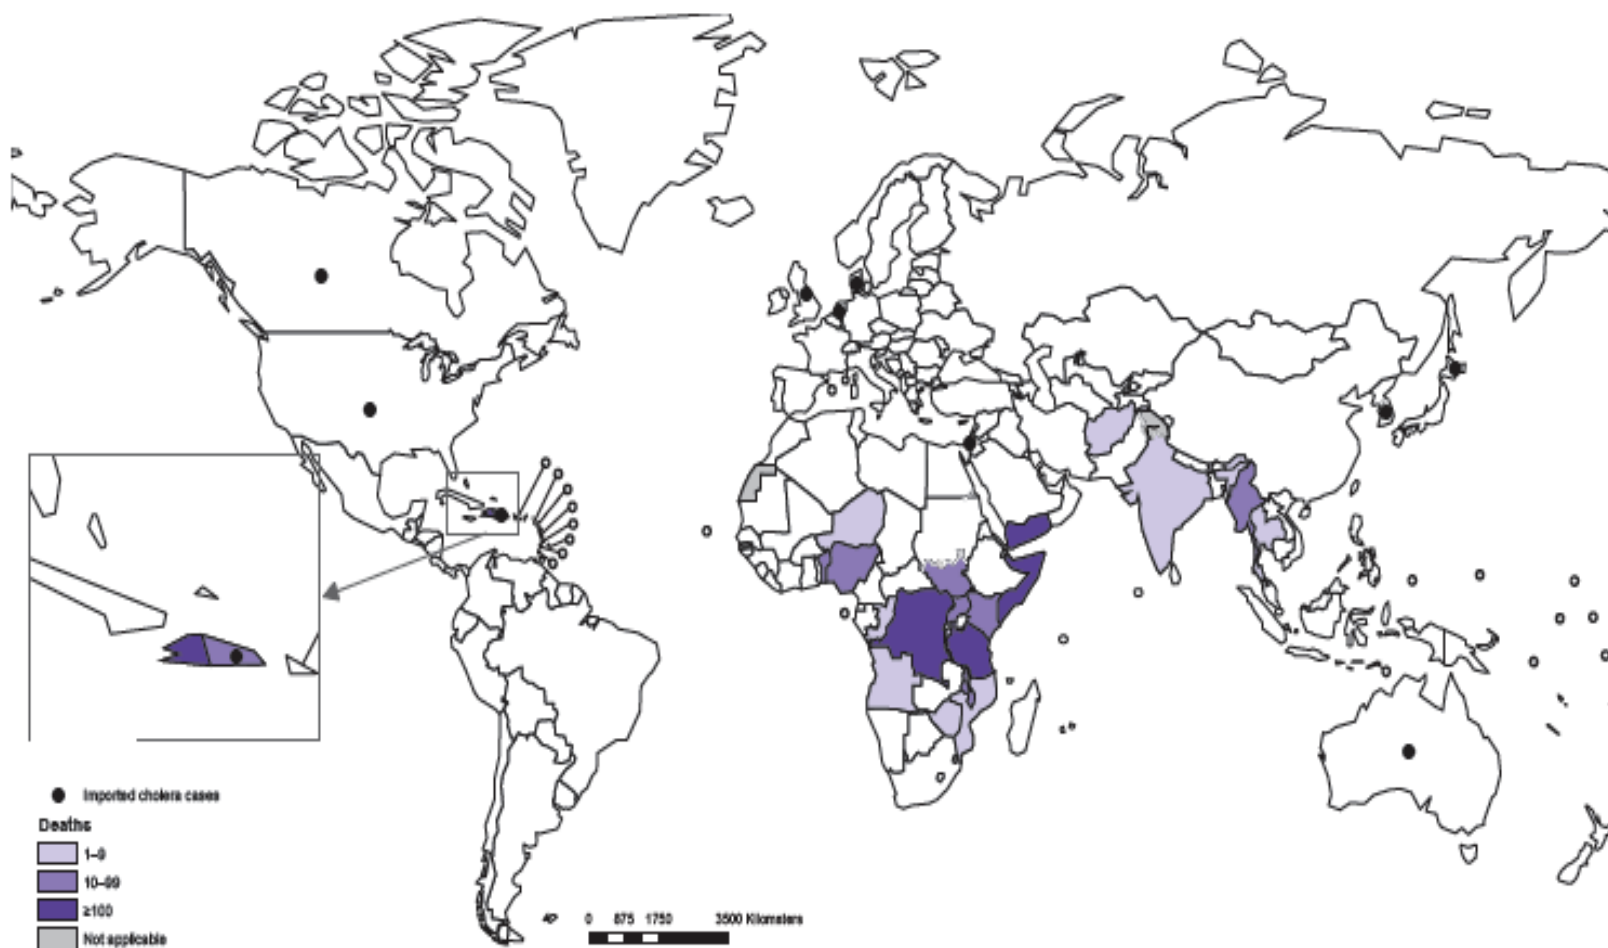 Imported cholera cases
Deaths
1–9
10–99
≥100
Not applicable
0 875 1750 3500 Kilometers